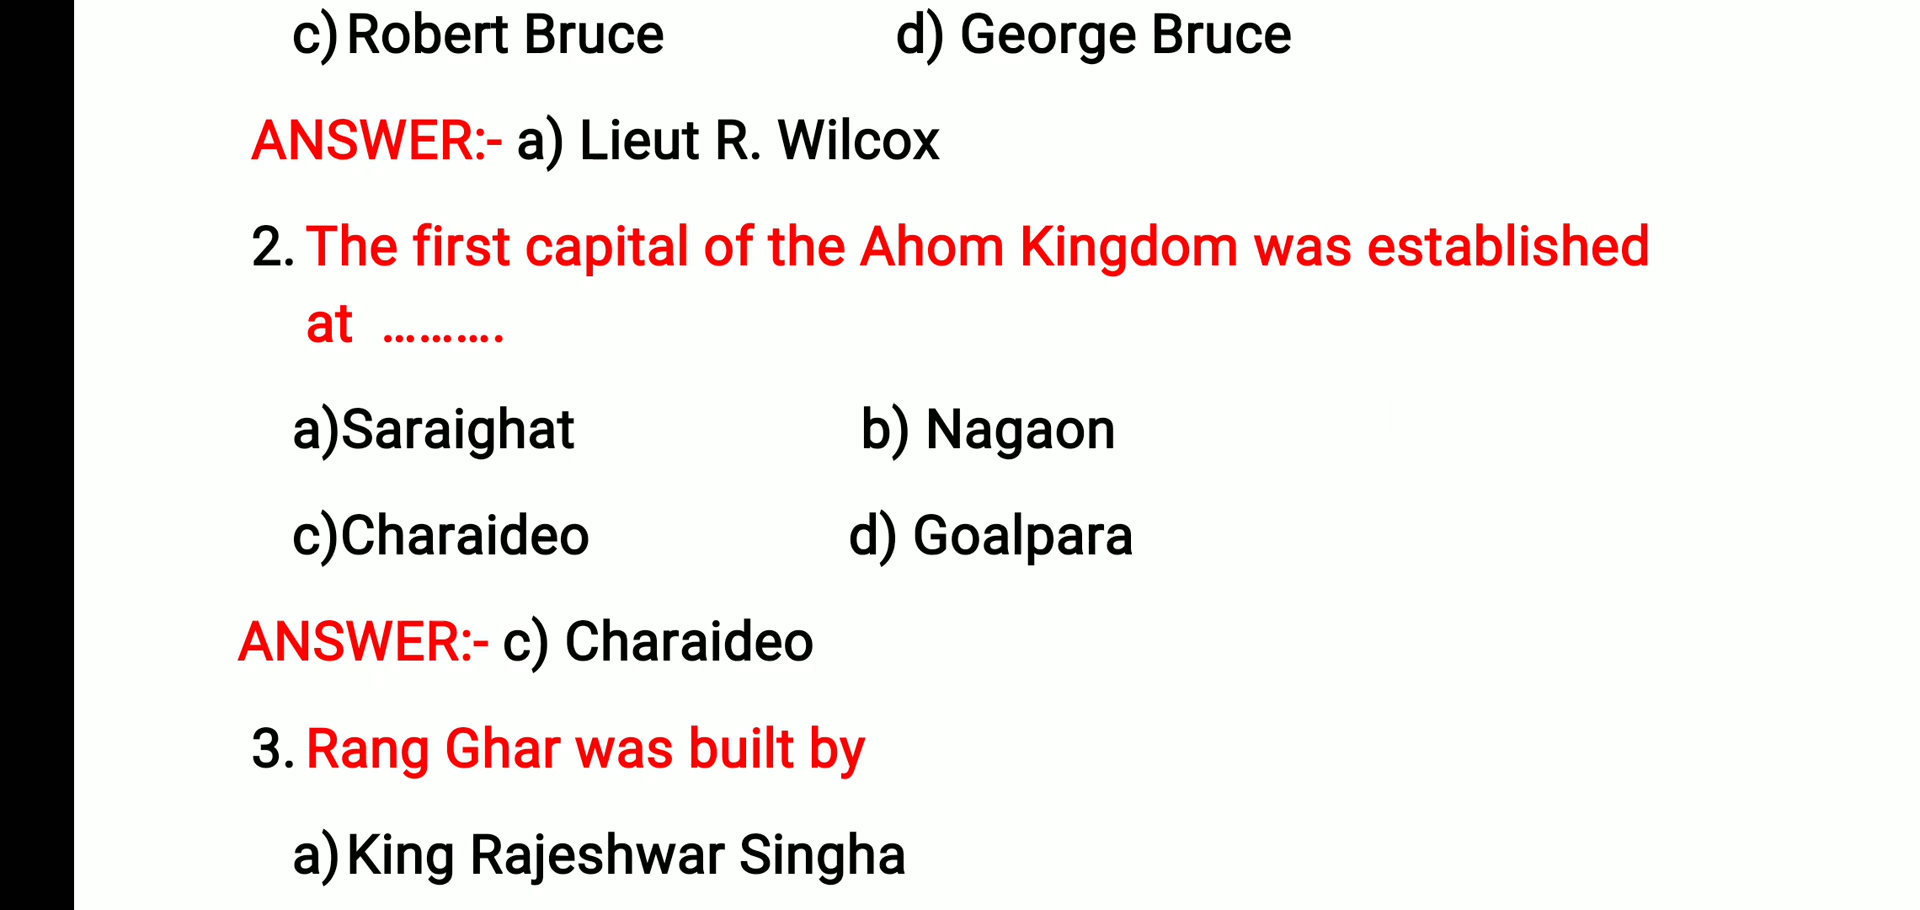 c) Robert Bruce d) George Bruce
ANSWER:- a) Lieut R. Wilcox
2. The first capital of the Ahom Kingdom was established
at ..........
a)Saraighat b) Nagaon
c)Charaideo d) Goalpara
ANSWER:- c) Charaideo
3. Rang Ghar was built by
a) King Rajeshwar Singha